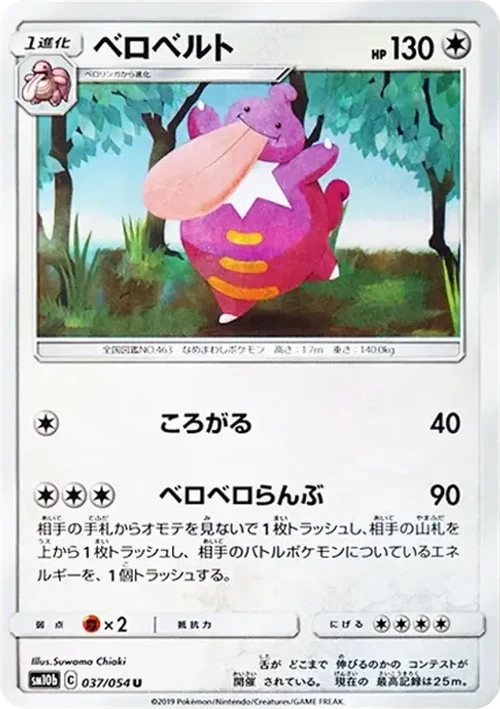 1進化 ベロベルト HP 130
ベロリンガから進化
全国図鑑NO.463 なめまわしポケモン 高さ:1.7m 重さ:140.0kg
ころがる 40
ベロベロらんぶ 90
相手の手札からオモテを見ないで1枚トラッシュし、相手の山札を
上から1枚トラッシュし、相手のバトルポケモンについているエネ
ルギーを、1個トラッシュする。
弱点 ×2 抵抗力 にげる
Illus.Suwama Chiaki
舌が どこまで 伸びるのかの コンテストが
開催 されている。 現在の 最高記録は25m。
sm10b C 037/054 U
©2019 Pokémon/Nintendo/Creatures/GAME FREAK.